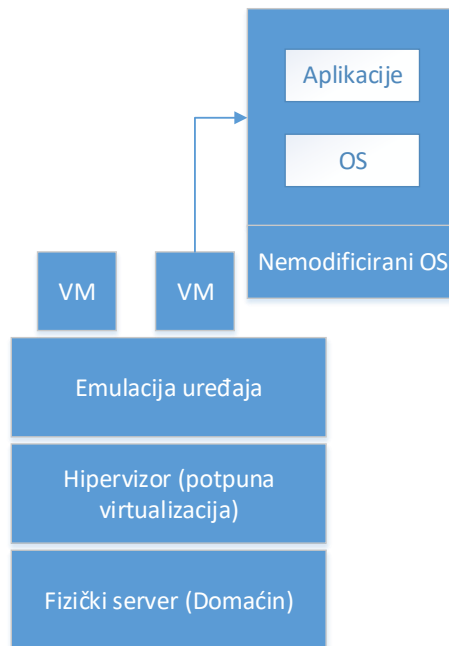 Aplikacije
OS
Nemodificirani OS
VM
VM
Emulacija uređaja
Hipervizor (potpuna
virtualizacija)
Fizički server (Domaćin)